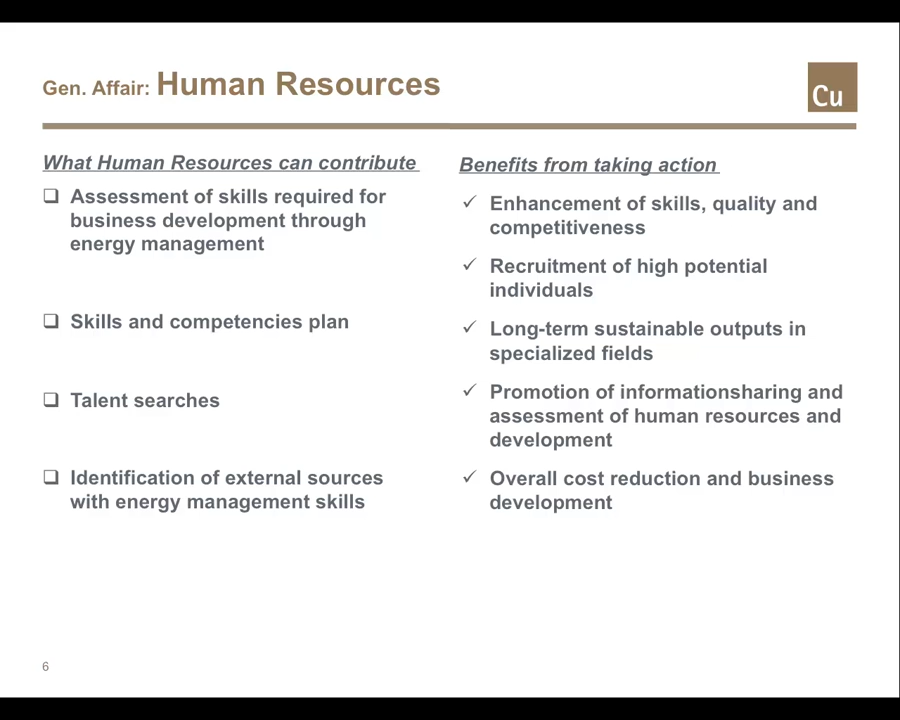 Gen. Affair: Human Resources
Cu
What Human Resources can contribute
❑ Assessment of skills required for
business development through
energy management
❑ Skills and competencies plan
❑ Talent searches
❑ Identification of external sources
with energy management skills
Benefits from taking action
✓ Enhancement of skills, quality and
competitiveness
✓ Recruitment of high potential
individuals
✓ Long-term sustainable outputs in
specialized fields
✓ Promotion of informationsharing and
assessment of human resources and
development
✓ Overall cost reduction and business
development
6